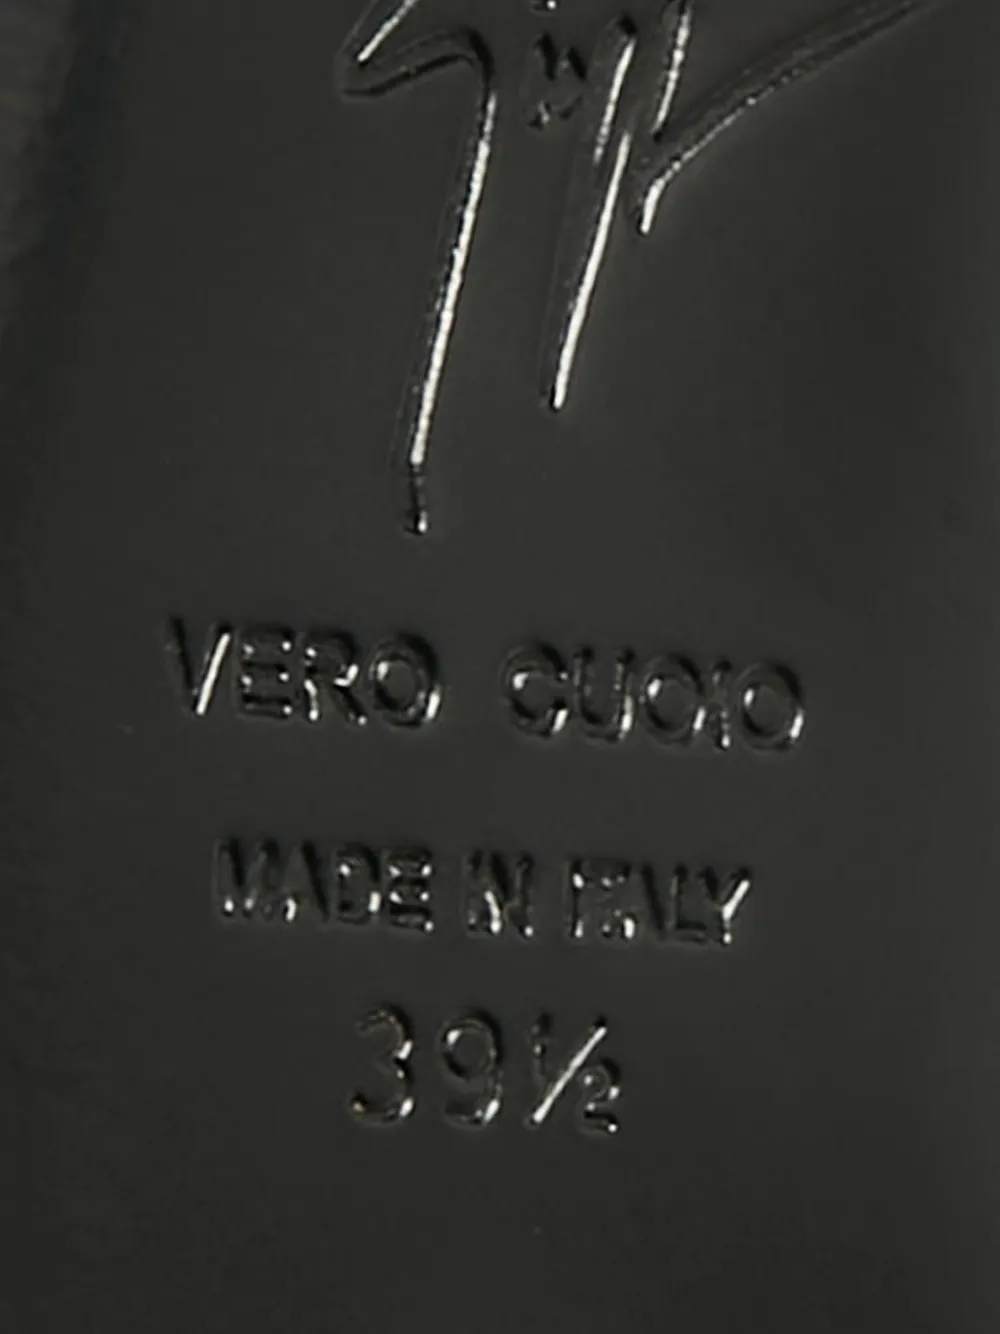 VERO CUOIO
MADE IN ITALY
39½